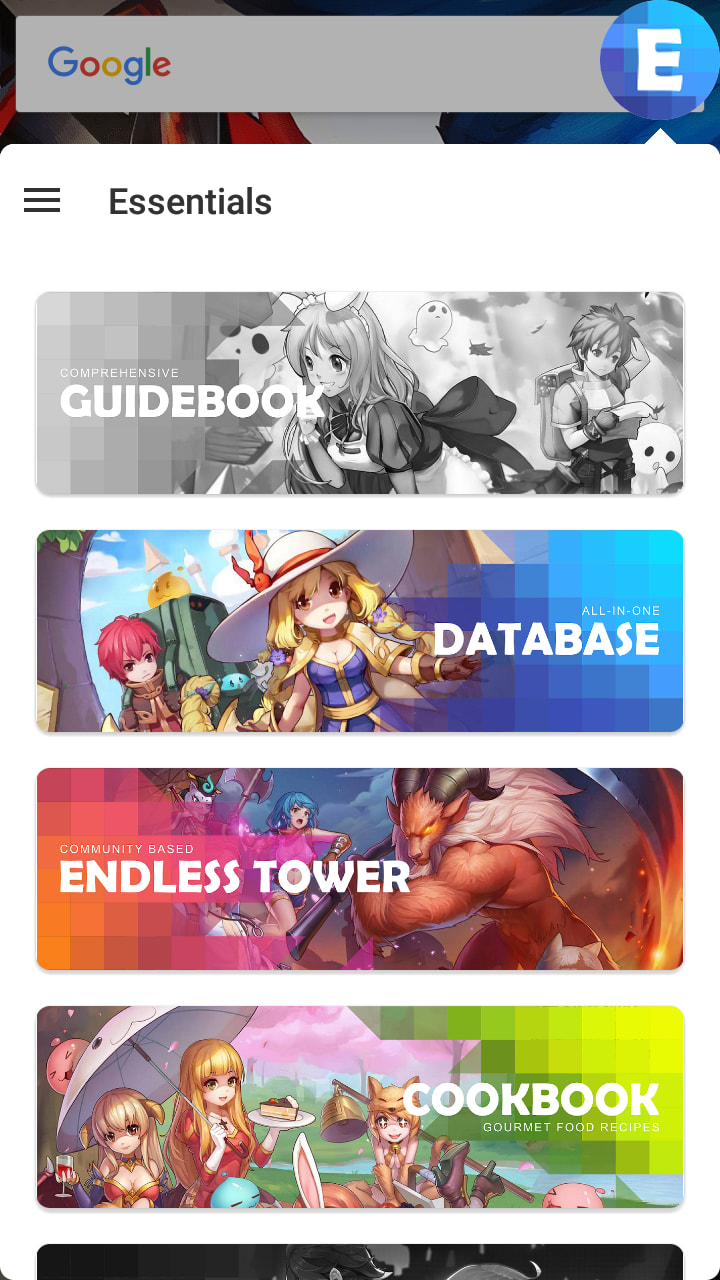 Google
E
Essentials
COMPREHENSIVE
GUIDEBOOK
ALL-IN-ONE
DATABASE
COMMUNITY BASED
ENDLESS TOWER
COOKBOOK
GOURMET FOOD RECIPES